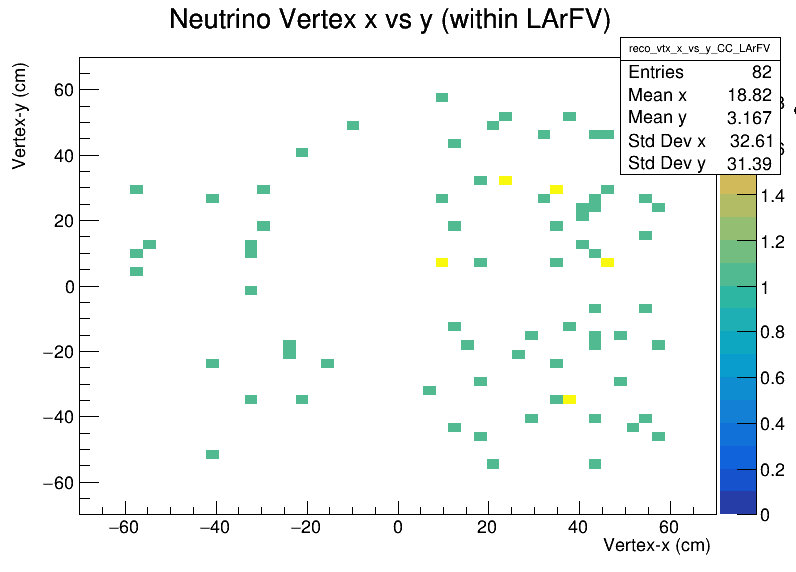 Neutrino Vertex x vs y (within LArFV)
reco_vtx_x_vs_y_CC_LArFV
Entries 82
Mean x 18.82
Mean y 3.167
Std Dev x 32.61
Std Dev y 31.39
Vertex-y (cm)
60
40
20
0
−20
−40
−60
−60 −40 −20 0 20 40 60
Vertex-x (cm)
1.4
1.2
1
0.8
0.6
0.4
0.2
0